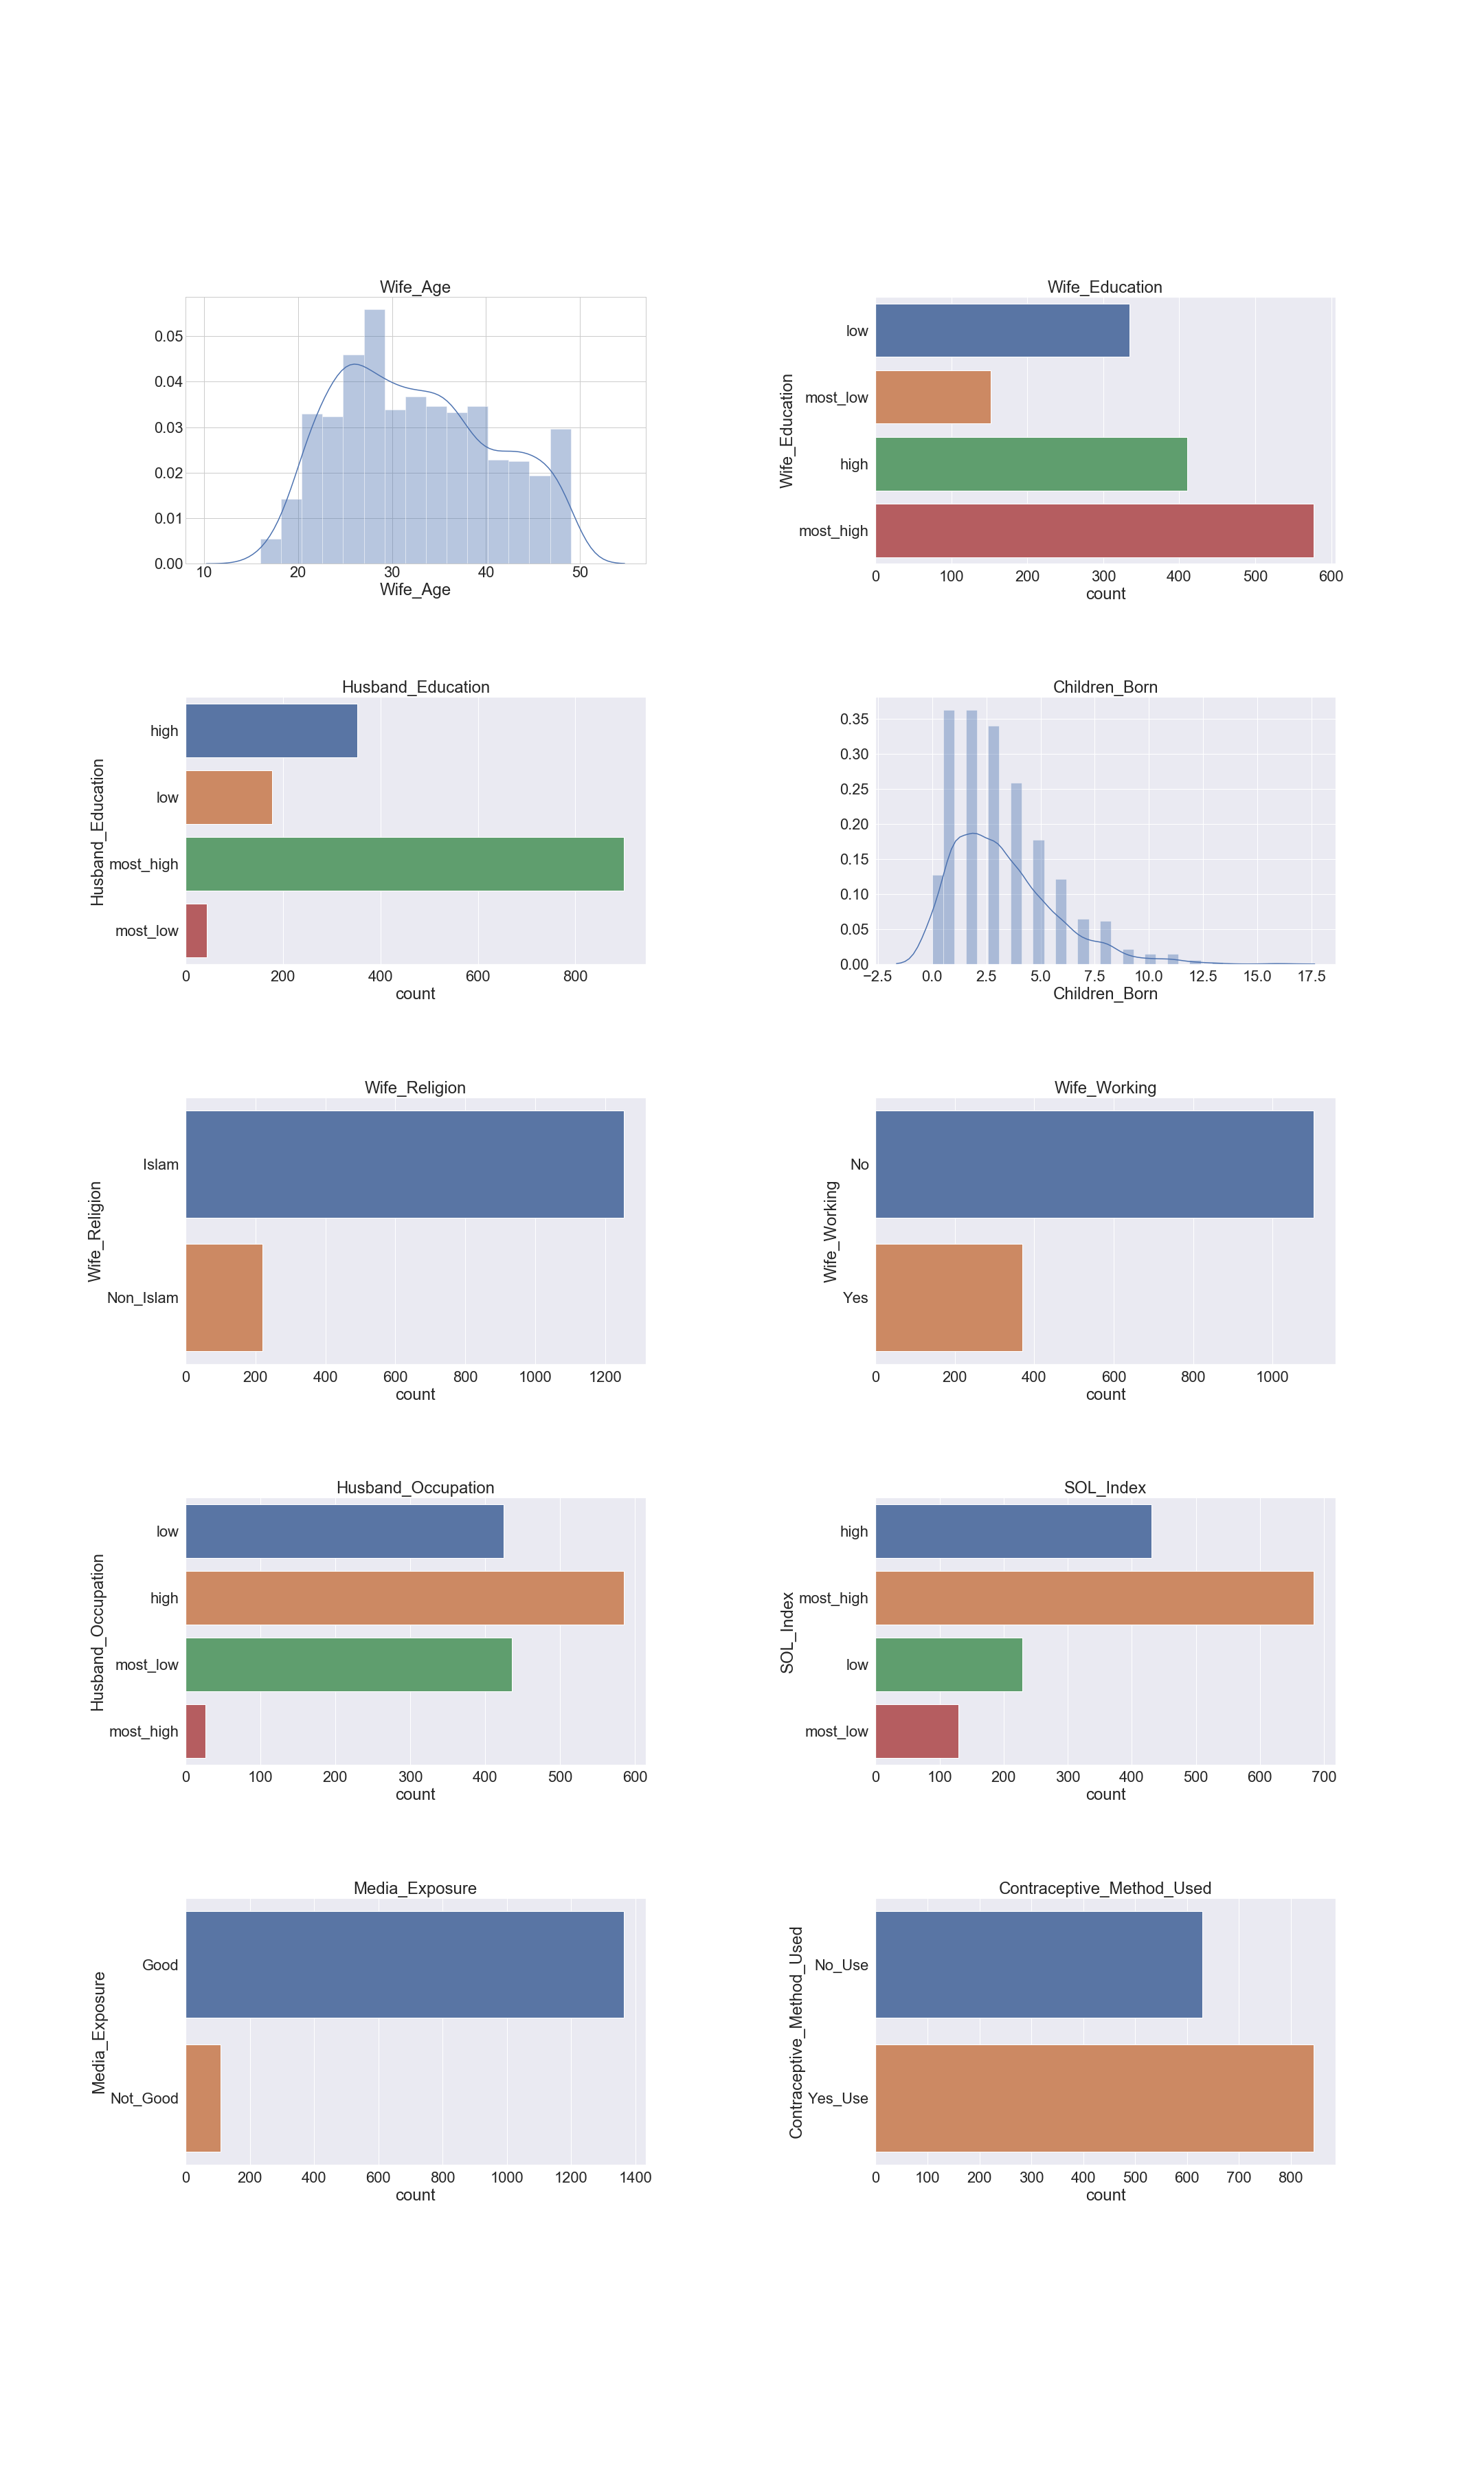 Wife_Age
0.05
0.04
0.03
0.02
0.01
0.00
10 20 30 40 50
Wife_Age
Wife_Education
Wife_Education
low
most_low
high
most_high
0 100 200 300 400 500 600
count
Husband_Education
Husband_Education
high
low
most_high
most_low
0 200 400 600 800
count
Children_Born
0.35
0.30
0.25
0.20
0.15
0.10
0.05
0.00
−2.5 0.0 2.5 5.0 7.5 10.0 12.5 15.0 17.5
Children_Born
Wife_Religion
Wife_Religion
Islam
Non_Islam
0 200 400 600 800 1000 1200
count
Wife_Working
Wife_Working
No
Yes
0 200 400 600 800 1000
count
Husband_Occupation
Husband_Occupation
low
high
most_low
most_high
0 100 200 300 400 500 600
count
SOL_Index
SOL_Index
high
most_high
low
most_low
0 100 200 300 400 500 600 700
count
Media_Exposure
Media_Exposure
Good
Not_Good
0 200 400 600 800 1000 1200 1400
count
Contraceptive_Method_Used
Contraceptive_Method_Used
No_Use
Yes_Use
0 100 200 300 400 500 600 700 800
count